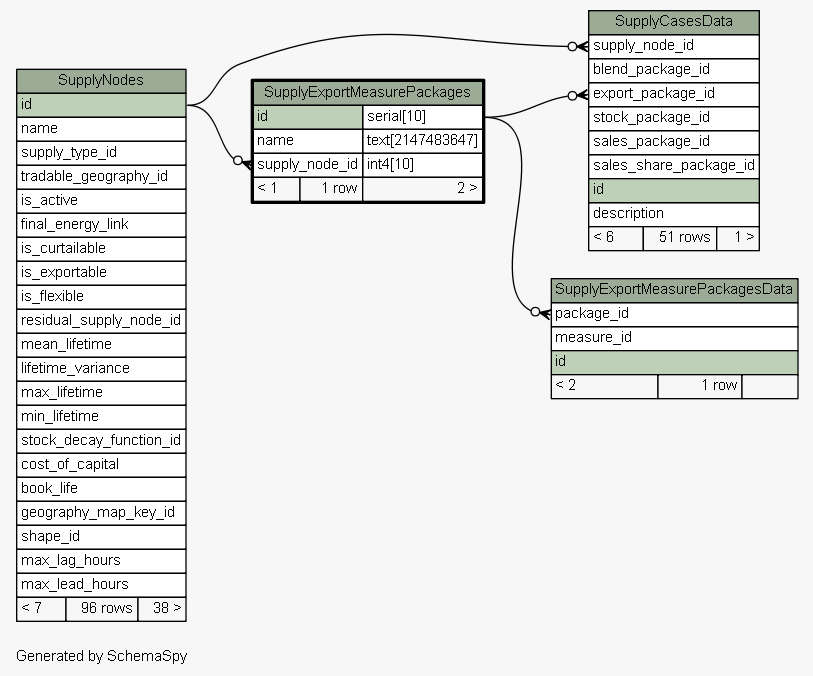 SupplyNodes
id
name
supply_type_id
tradable_geography_id
is_active
final_energy_link
is_curtailable
is_exportable
is_flexible
residual_supply_node_id
mean_lifetime
lifetime_variance
max_lifetime
min_lifetime
stock_decay_function_id
cost_of_capital
book_life
geography_map_key_id
shape_id
max_lag_hours
max_lead_hours
< 7 96 rows 38 >
SupplyExportMeasurePackages
id serial[10]
name text[2147483647]
supply_node_id int4[10]
< 1 1 row 2 >
SupplyCasesData
supply_node_id
blend_package_id
export_package_id
stock_package_id
sales_package_id
sales_share_package_id
id
description
< 6 51 rows 1 >
SupplyExportMeasurePackagesData
package_id
measure_id
id
< 2 1 row
Generated by SchemaSpy